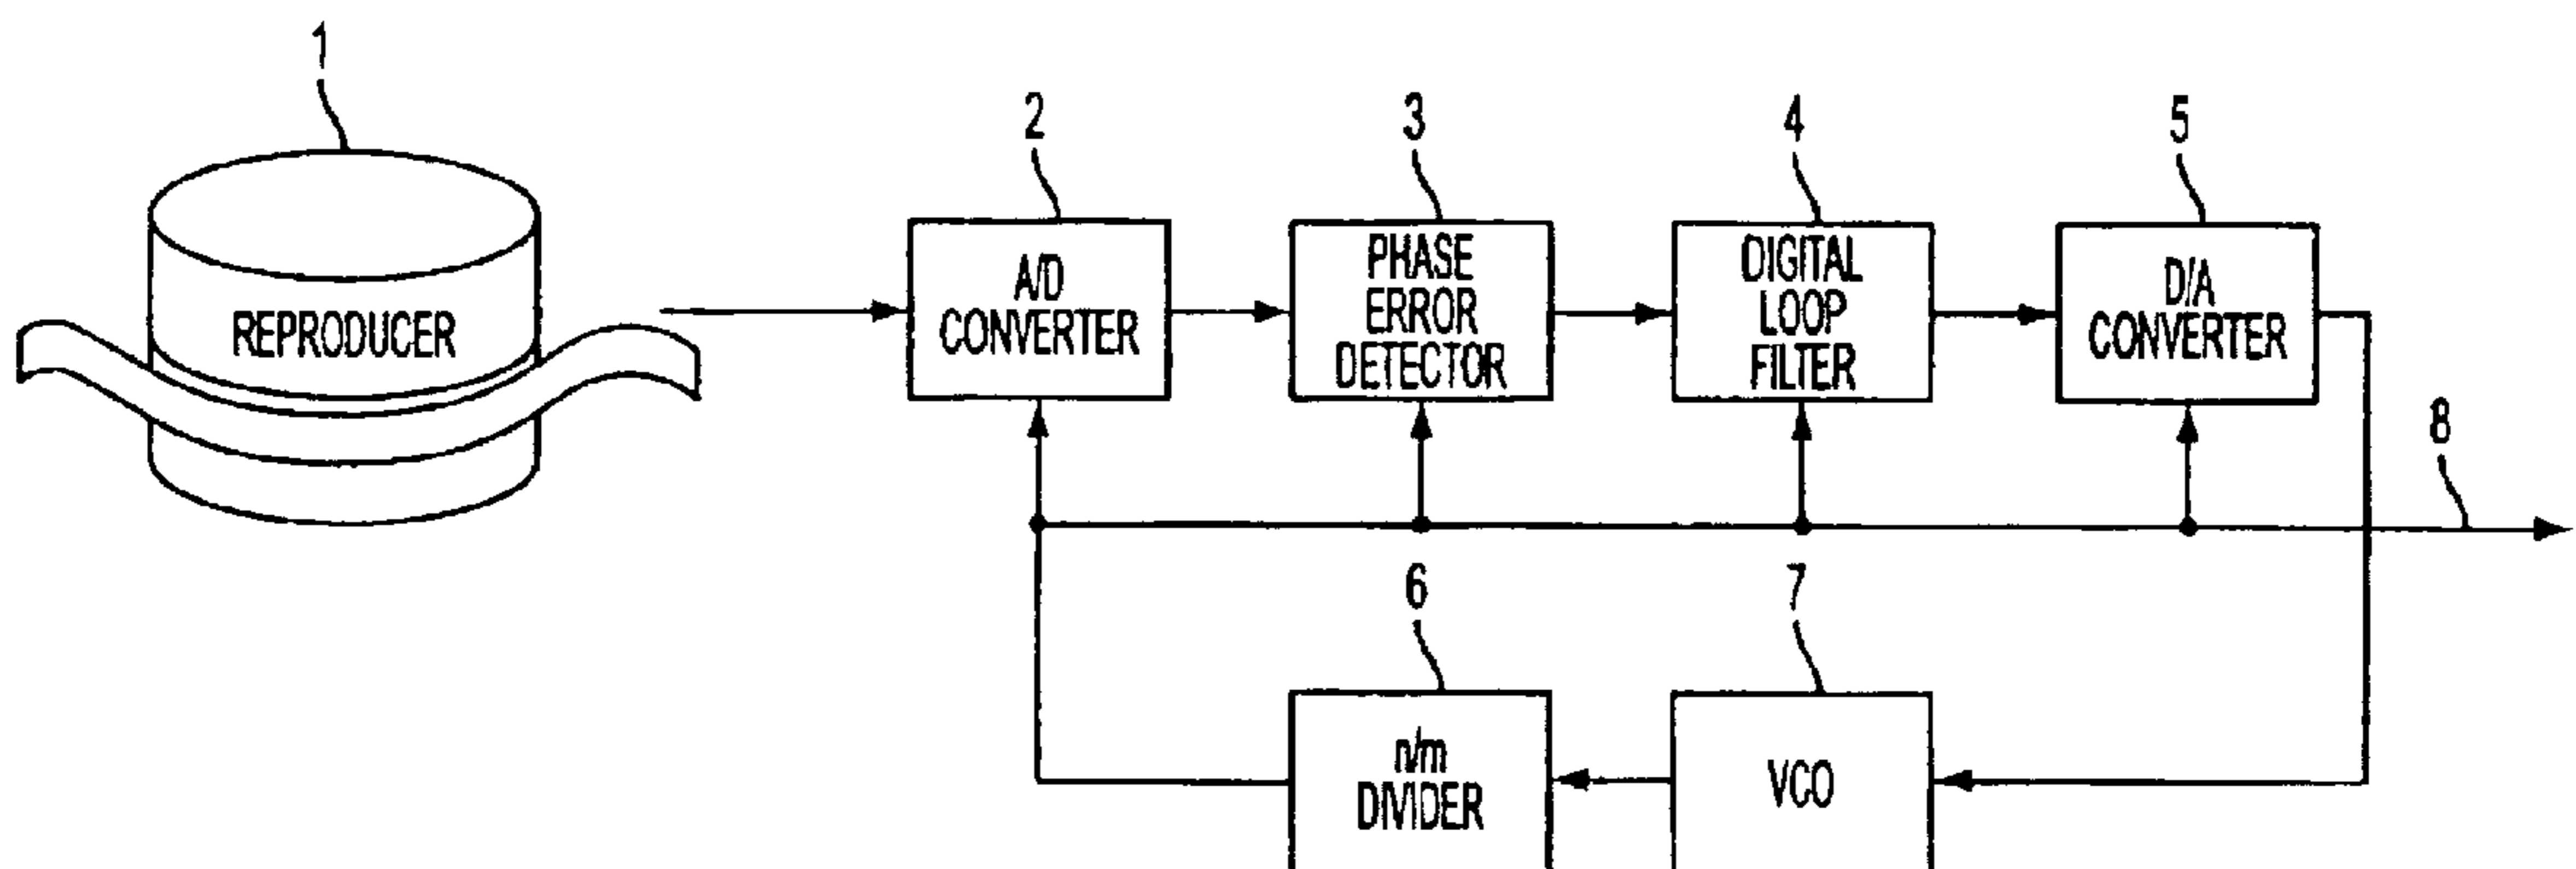 1
2
3
4
5
REPRODUCER
A/D
CONVERTER
PHASE
ERROR
DETECTOR
DIGITAL
LOOP
FILTER
D/A
CONVERTER
8
6
7
n/m
DIVIDER
VCO